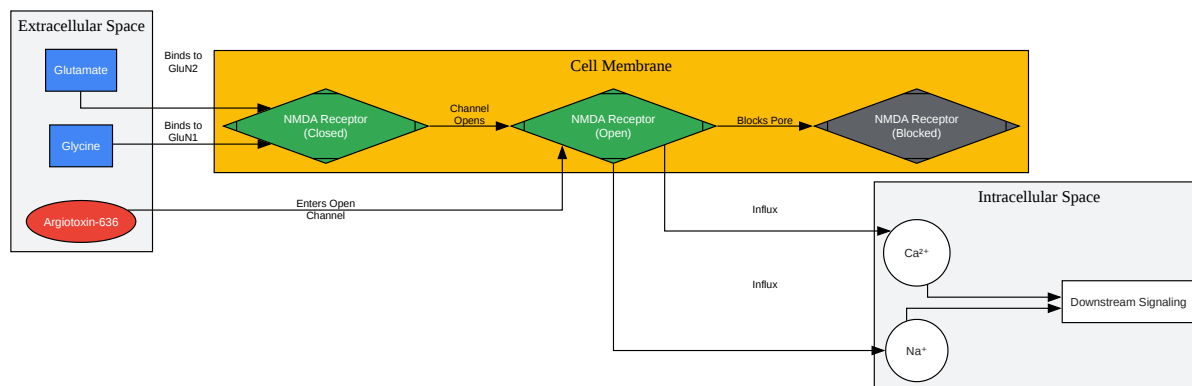 Extracellular Space
Glutamate
Glycine
Argiotoxin-636
Binds to
GluN2
Binds to
GluN1
Cell Membrane
NMDA Receptor
(Closed)
Channel
Opens
NMDA Receptor
(Open)
Blocks Pore
NMDA Receptor
(Blocked)
Enters Open
Channel
Influx
Influx
Intracellular Space
Ca²⁺
Na⁺
Downstream Signaling